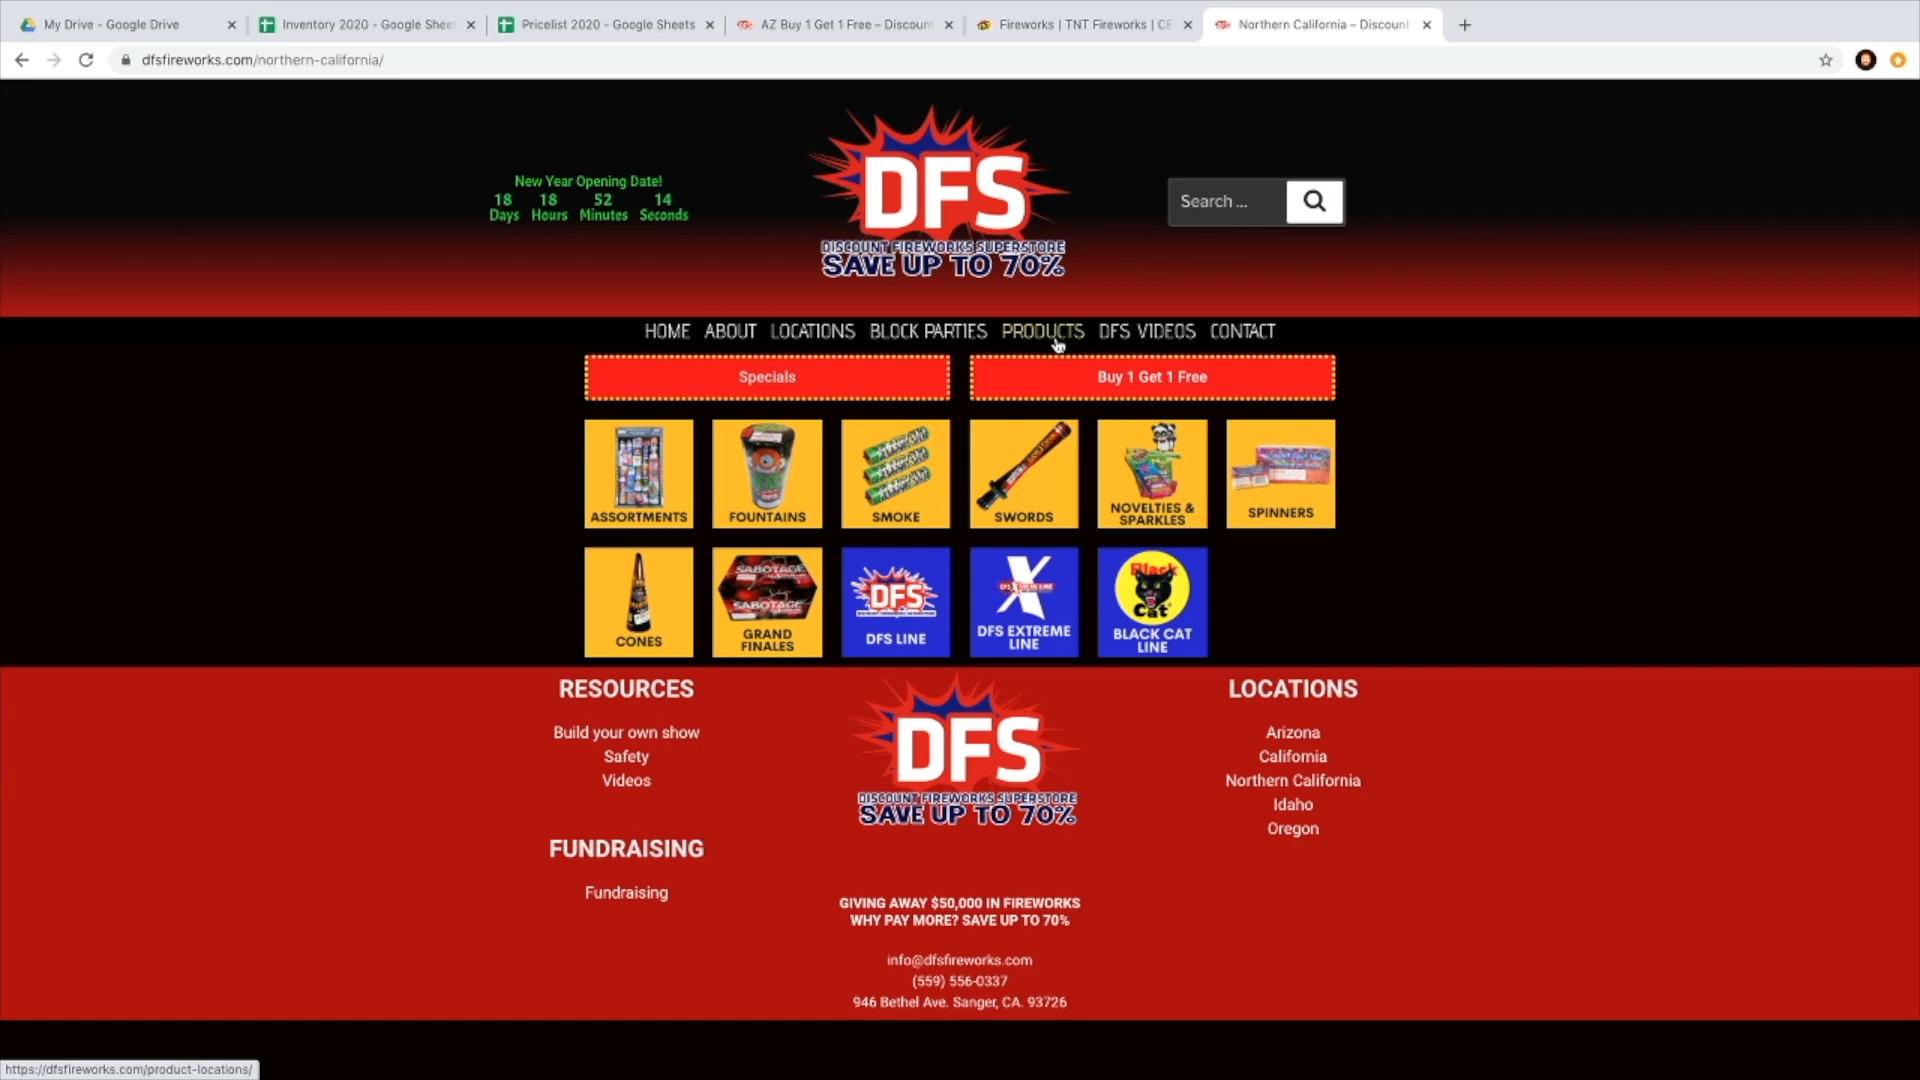 My Drive - Google Drive
Inventory 2020 - Google Sheet
Pricelist 2020 - Google Sheets
AZ Buy 1 Get 1 Free – Discount
Fireworks | TNT Fireworks | CE
Northern California – Discount
dfsfireworks.com/northern-california/
New Year Opening Date!
18 18 52 14
Days Hours Minutes Seconds
DFS
DISCOUNT FIREWORKS SUPERSTORE
SAVE UP TO 70%
Search ...
HOME ABOUT LOCATIONS BLOCK PARTIES PRODUCTS DFS VIDEOS CONTACT
Specials
Buy 1 Get 1 Free
ASSORTMENTS
FOUNTAINS
SMOKE
SWORDS
NOVELTIES &
SPARKLES
SPINNERS
CONES
SABOTAGE
SABOTAGE
GRAND
FINALES
DFS
DFS LINE
X
DFS EXTREME
LINE
Black
Cat
BLACK CAT
LINE
RESOURCES
Build your own show
Safety
Videos
FUNDRAISING
Fundraising
DFS
DISCOUNT FIREWORKS SUPERSTORE
SAVE UP TO 70%
GIVING AWAY $50,000 IN FIREWORKS
WHY PAY MORE? SAVE UP TO 70%
info@dfsfireworks.com
(559) 556-0337
946 Bethel Ave. Sanger, CA. 93726
LOCATIONS
Arizona
California
Northern California
Idaho
Oregon
https://dfsfireworks.com/product-locations/